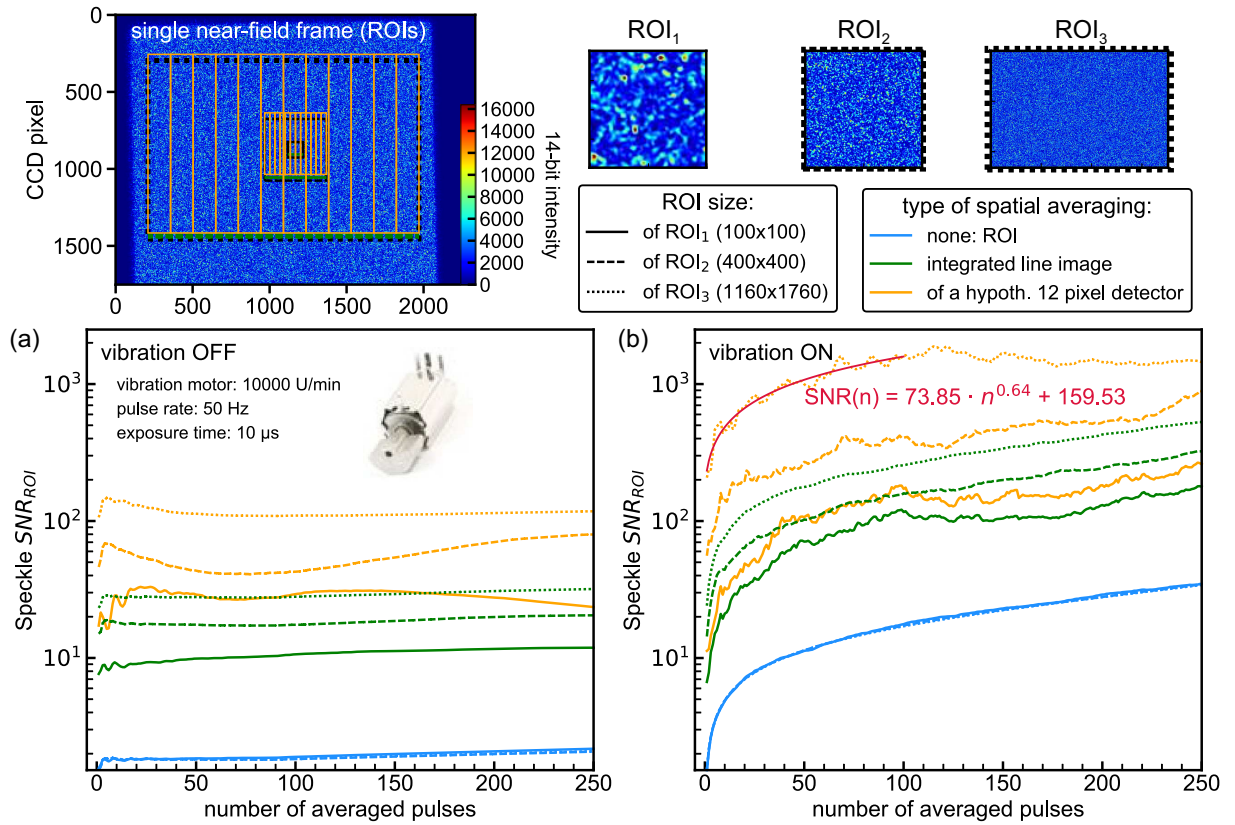 single near-field frame (ROIs)
0
500
1000
1500
CCD pixel
0
500
1000
1500
2000
16000
14000
12000
10000
8000
6000
4000
2000
0
14-bit intensity
ROI₁
ROI₂
ROI₃
ROI size:
of ROI₁ (100x100)
of ROI₂ (400x400)
of ROI₃ (1160x1760)
type of spatial averaging:
none: ROI
integrated line image
of a hypoth. 12 pixel detector
(a)
vibration OFF
vibration motor: 10000 U/min
pulse rate: 50 Hz
exposure time: 10 µs
10³
10²
10¹
Speckle SNR_ROI
0
50
100
150
200
250
number of averaged pulses
(b)
vibration ON
SNR(n) = 73.85 · n⁰·⁶⁴ + 159.53
10³
10²
10¹
Speckle SNR_ROI
0
50
100
150
200
250
number of averaged pulses